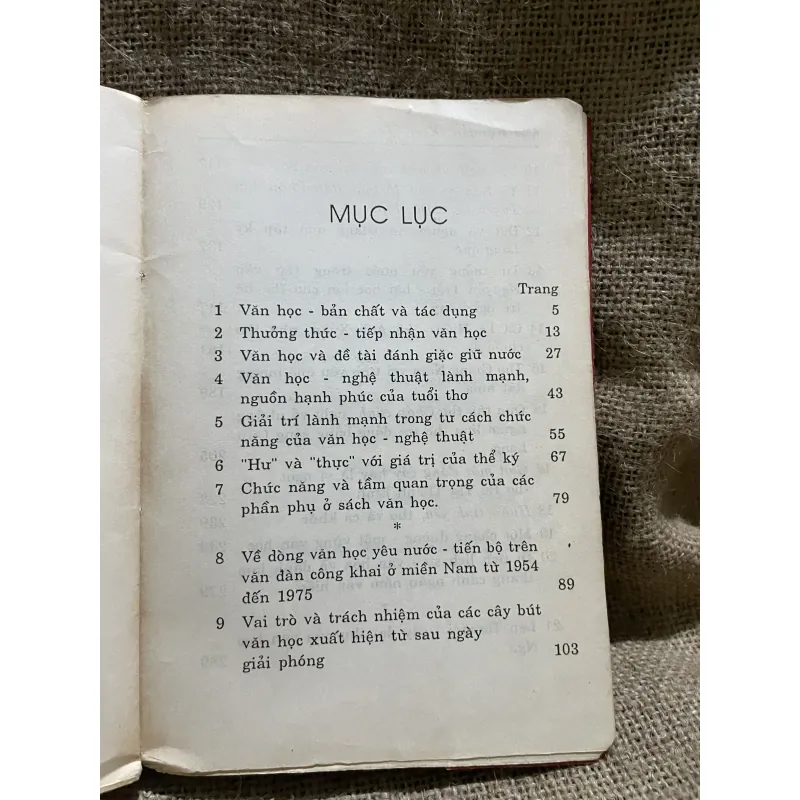 MỤC LỤC
Trang
1 Văn học - bản chất và tác dụng 5
2 Thưởng thức - tiếp nhận văn học 13
3 Văn học và đề tài đánh giặc giữ nước 27
4 Văn học - nghệ thuật lành mạnh,
nguồn hạnh phúc của tuổi thơ 43
5 Giải trí lành mạnh trong tư cách chức
năng của văn học - nghệ thuật 55
6 "Hư" và "thực" với giá trị của thể ký 67
7 Chức năng và tầm quan trọng của các
phần phụ ở sách văn học. 79
*
8 Về dòng văn học yêu nước - tiến bộ trên
văn đàn công khai ở miền Nam từ 1954
đến 1975 89
9 Vai trò và trách nhiệm của các cây bút
văn học xuất hiện từ sau ngày
giải phóng 103